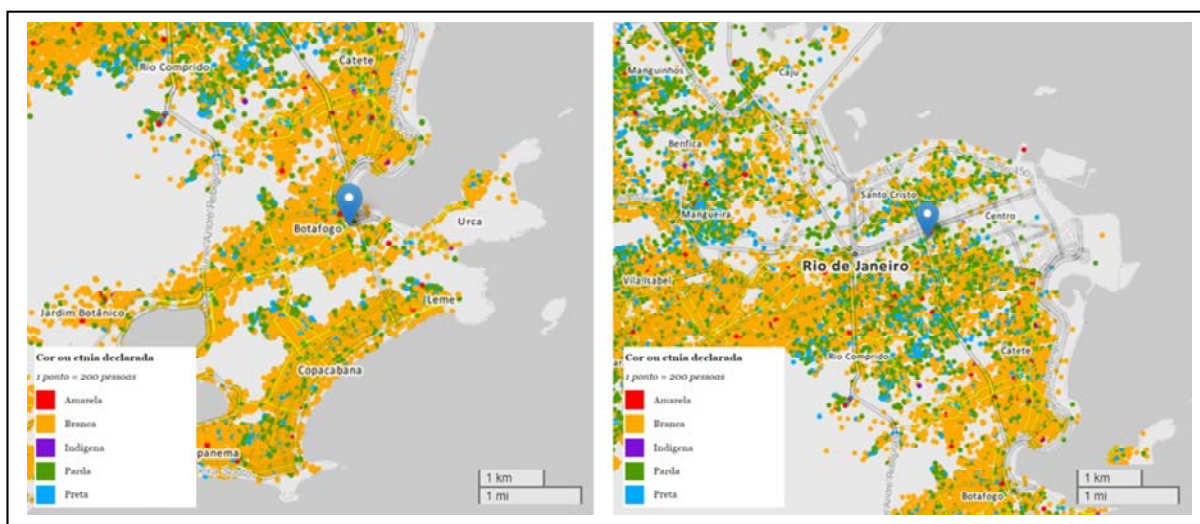 Rio Comprido
Catete
Botafogo
Urca
Jardim Botânico
Leme
Copacabana
panema
Cor ou etnia declarada
1 ponto = 200 pessoas
Amarela
Branca
Indígena
Parda
Preta
1 km
1 mi
Manguinhos
Caju
Benfica
Santo Cristo
Mangueira
Centro
Rio de Janeiro
Vila Isabel
Rio Comprido
Catete
Botafogo
Cor ou etnia declarada
1 ponto = 200 pessoas
Amarela
Branca
Indígena
Parda
Preta
1 km
1 mi